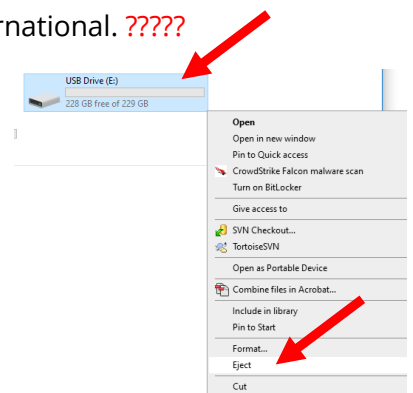 rnational. ?????
USB Drive (E:)
228 GB free of 229 GB
Open
Open in new window
Pin to Quick access
CrowdStrike Falcon malware scan
Turn on BitLocker
Give access to
SVN Checkout...
TortoiseSVN
Open as Portable Device
Combine files in Acrobat...
Include in library
Pin to Start
Format...
Eject
Cut